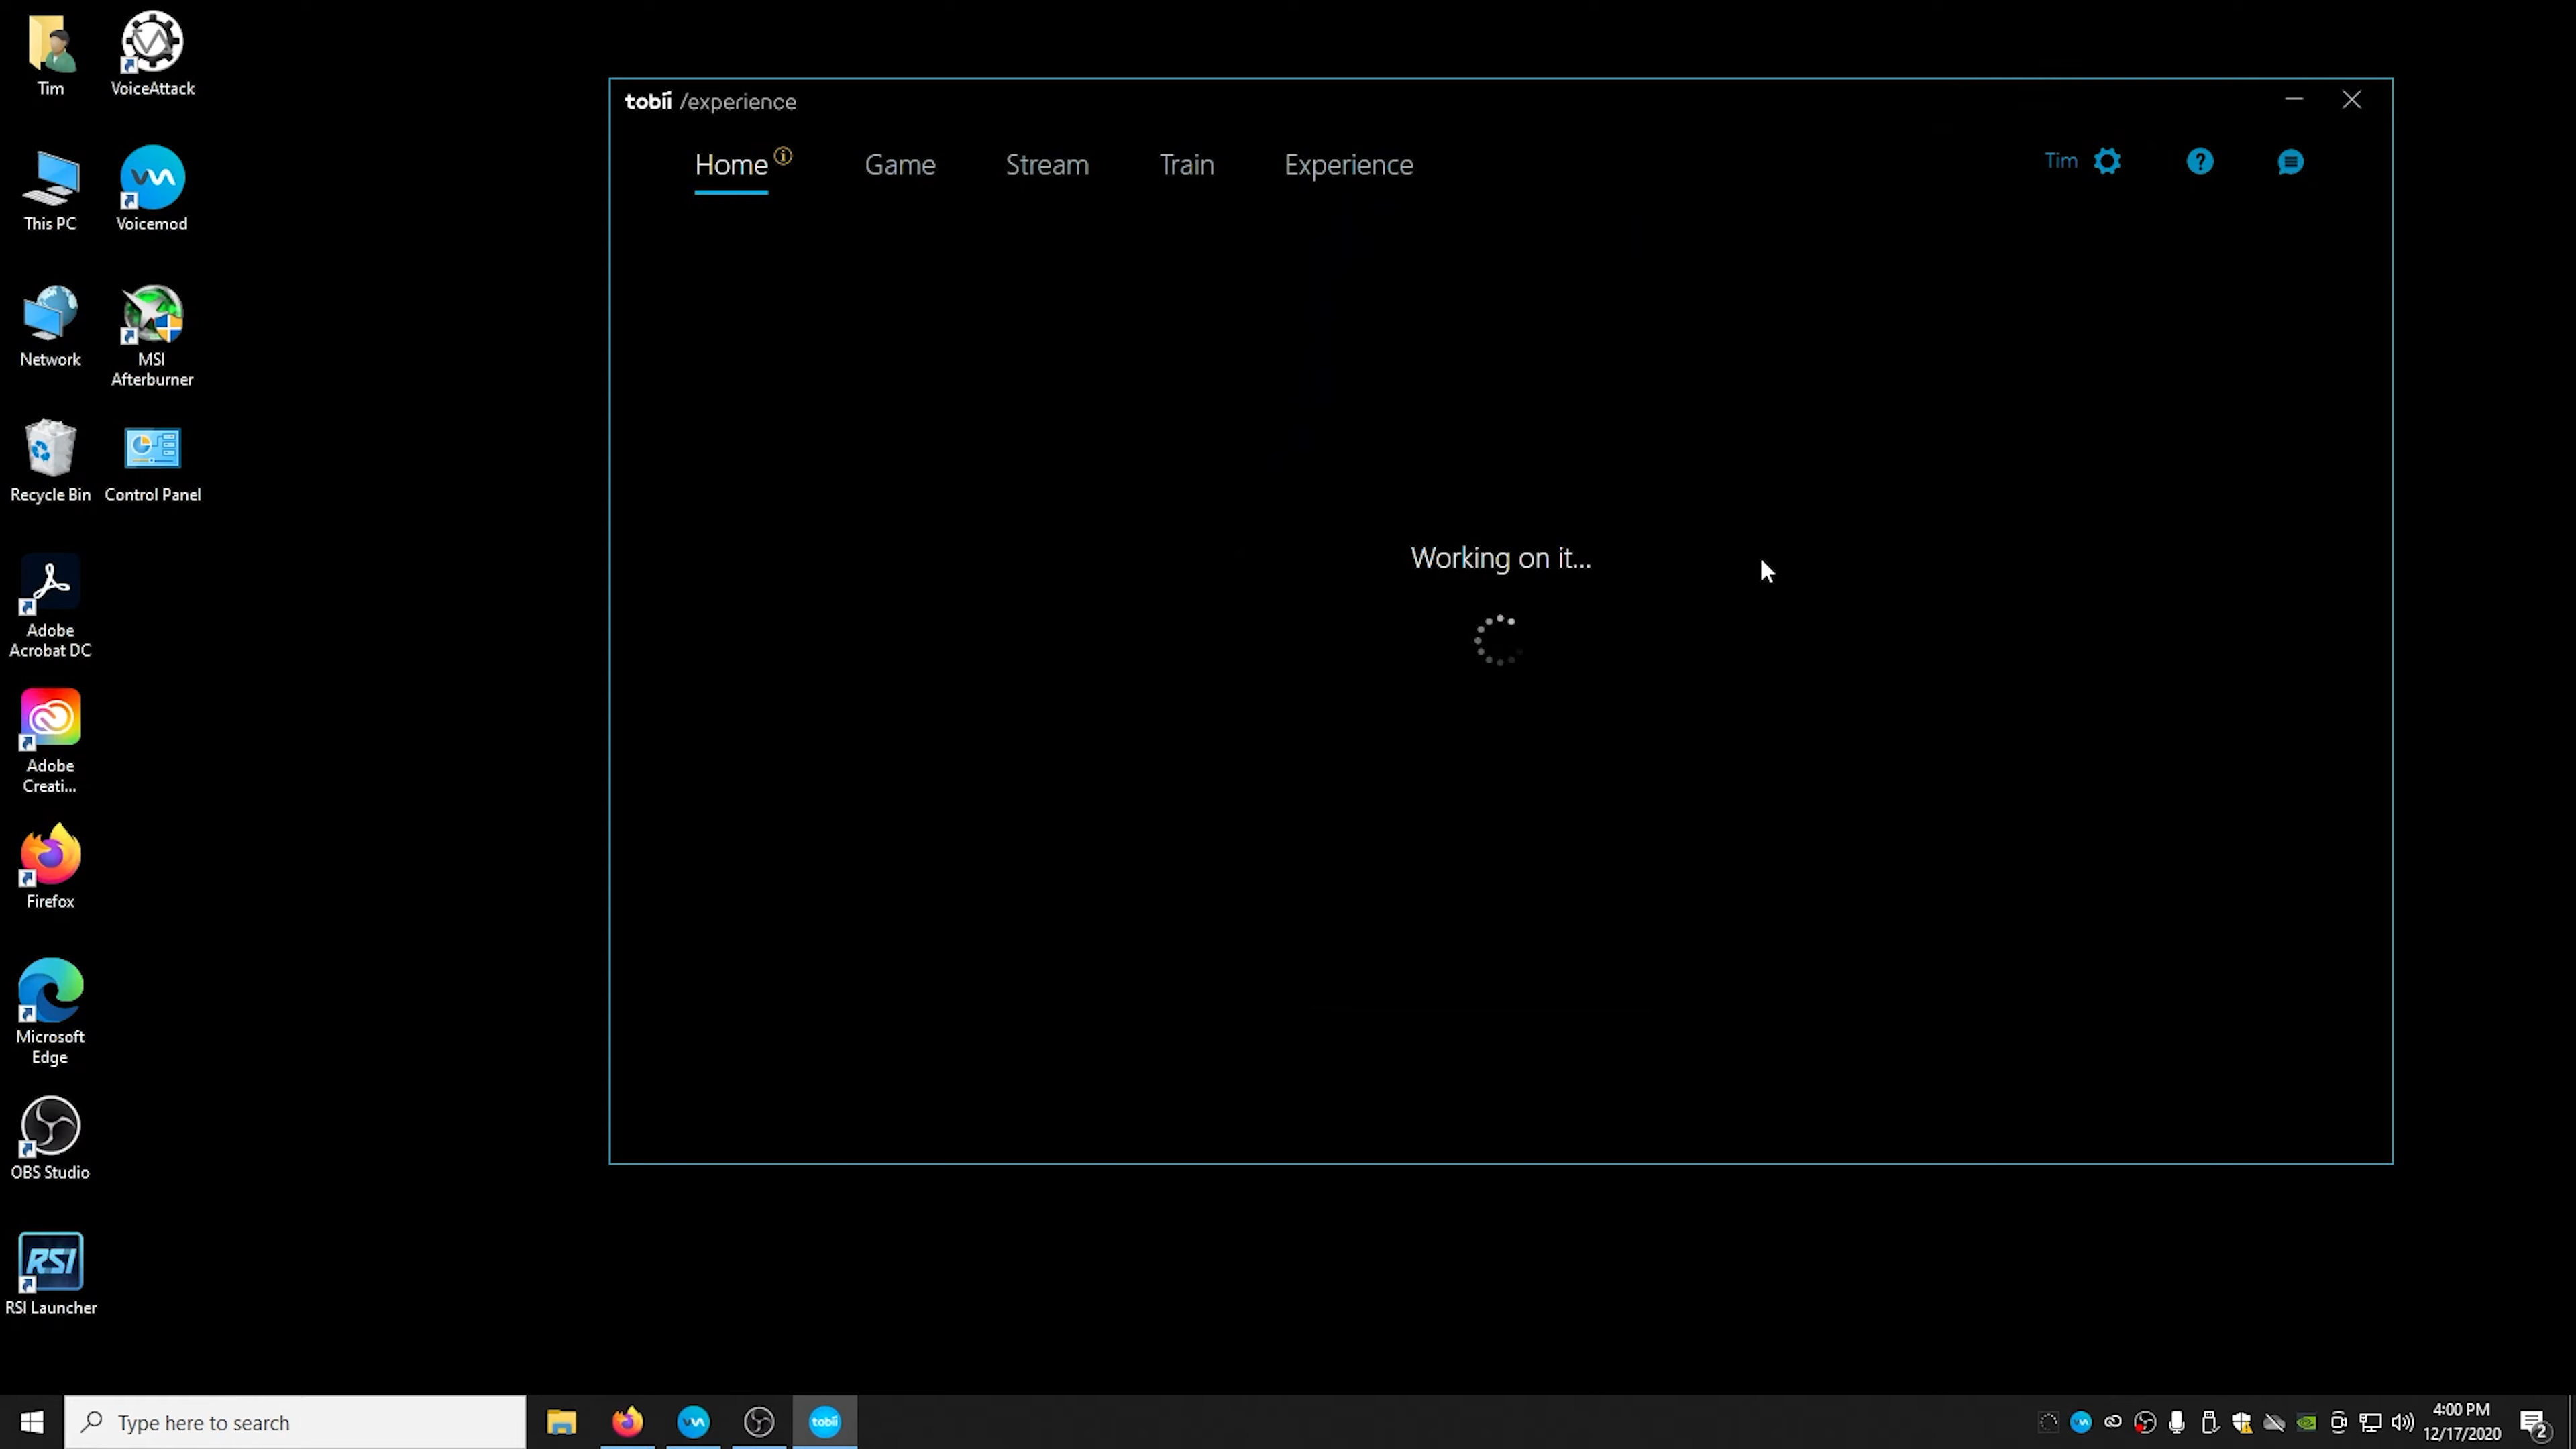 Tim
VoiceAttack
This PC
Voicemod
Network
MSI
Afterburner
Recycle Bin
Control Panel
Adobe
Acrobat DC
Adobe
Creati...
Firefox
Microsoft
Edge
OBS Studio
RSI
RSI Launcher
tobii /experience
Home
Game
Stream
Train
Experience
Tim
?
Working on it...
Type here to search
tobii
4:00 PM
12/17/2020
2